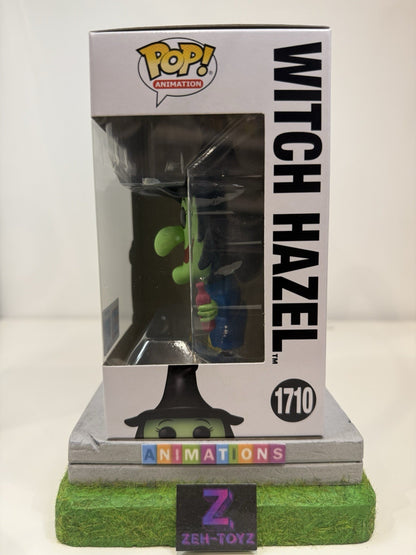 POP!
ANIMATION
WITCH HAZEL™
1710
ANIMATIONS
Z
ZEH-TOYZ